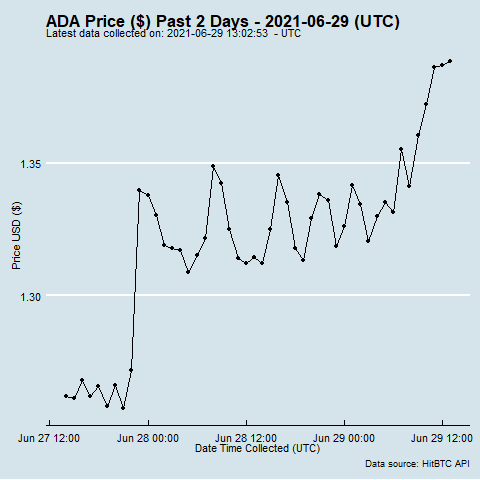 ADA Price ($) Past 2 Days - 2021-06-29 (UTC)
Latest data collected on: 2021-06-29 13:02:53 - UTC
1.35
1.30
Price USD ($)
Jun 27 12:00 Jun 28 00:00 Jun 28 12:00 Jun 29 00:00 Jun 29 12:00
Date Time Collected (UTC)
Data source: HitBTC API